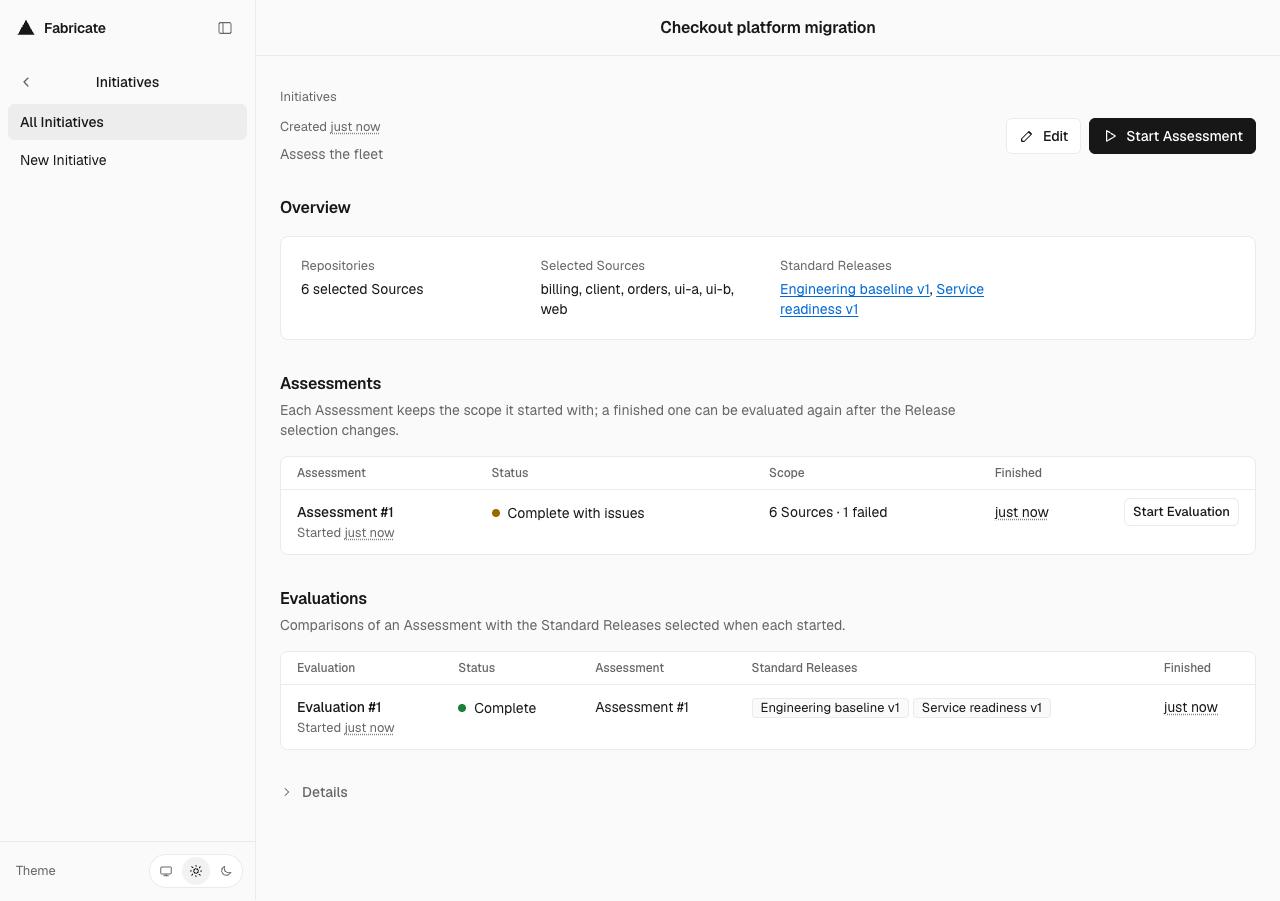 Fabricate
Checkout platform migration
Initiatives
All Initiatives
New Initiative
Initiatives
Created just now
Assess the fleet
Edit
Start Assessment
Overview
Repositories
6 selected Sources
Selected Sources
billing, client, orders, ui-a, ui-b,
web
Standard Releases
Engineering baseline v1, Service
readiness v1
Assessments
Each Assessment keeps the scope it started with; a finished one can be evaluated again after the Release
selection changes.
Assessment Status Scope Finished
Assessment #1 Complete with issues 6 Sources · 1 failed just now Start Evaluation
Started just now
Evaluations
Comparisons of an Assessment with the Standard Releases selected when each started.
Evaluation Status Assessment Standard Releases Finished
Evaluation #1 Complete Assessment #1 Engineering baseline v1 Service readiness v1 just now
Started just now
Details
Theme